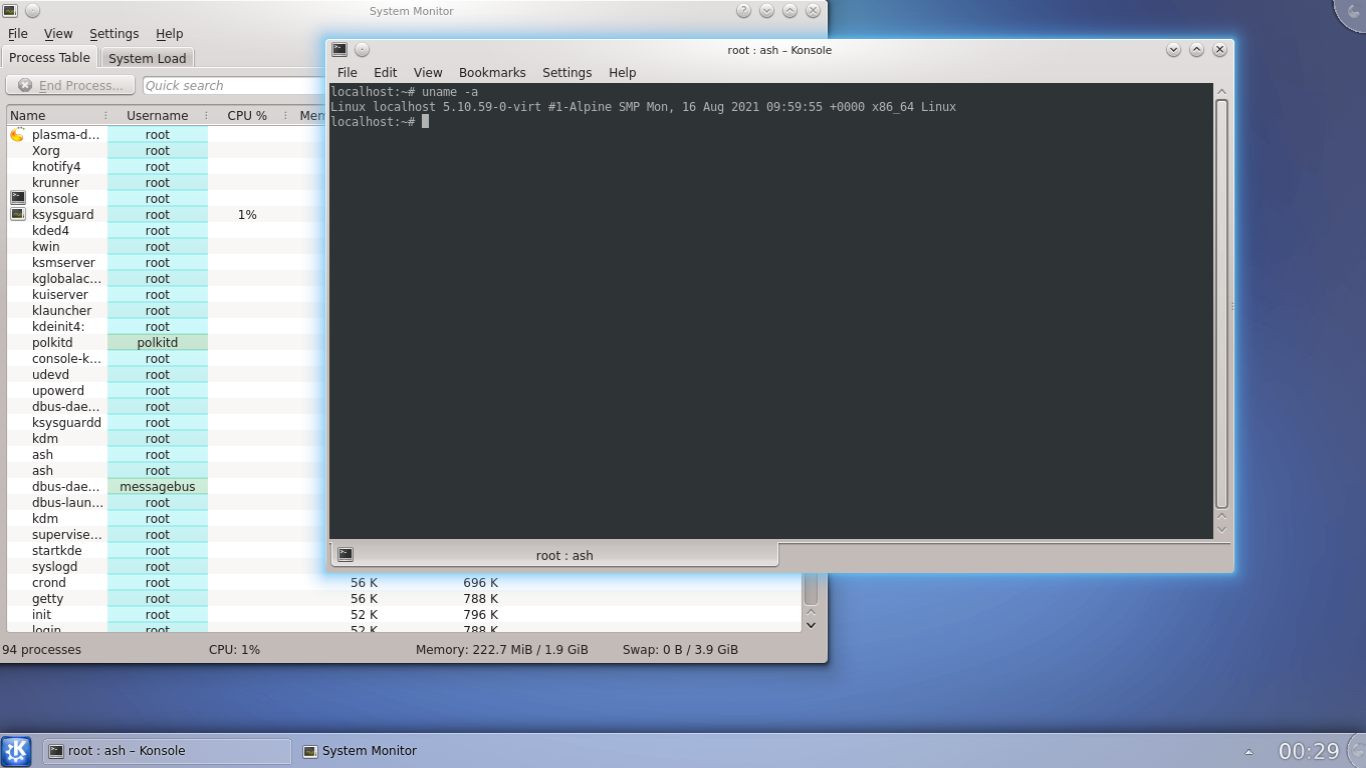 System Monitor
File View Settings Help
Process Table System Load
End Process... Quick search
Name Username CPU % Mem
plasma-d... root
Xorg root
knotify4 root
krunner root
konsole root
ksysguard root 1%
kded4 root
kwin root
ksmserver root
kglobalac... root
kuiserver root
klauncher root
kdeinit4: root
polkitd polkitd
console-k... root
udevd root
upowerd root
dbus-dae... root
ksysguardd root
kdm root
ash root
ash root
dbus-dae... messagebus
dbus-laun... root
kdm root
supervise... root
startkde root
syslogd root
crond root 56 K 696 K
getty root 56 K 788 K
init root 52 K 796 K
login root 52 K 788 K
94 processes CPU: 1% Memory: 222.7 MiB / 1.9 GiB Swap: 0 B / 3.9 GiB
root : ash – Konsole
File Edit View Bookmarks Settings Help
localhost:~# uname -a
Linux localhost 5.10.59-0-virt #1-Alpine SMP Mon, 16 Aug 2021 09:59:55 +0000 x86_64 Linux
localhost:~#
root : ash
root : ash – Konsole System Monitor 00:29